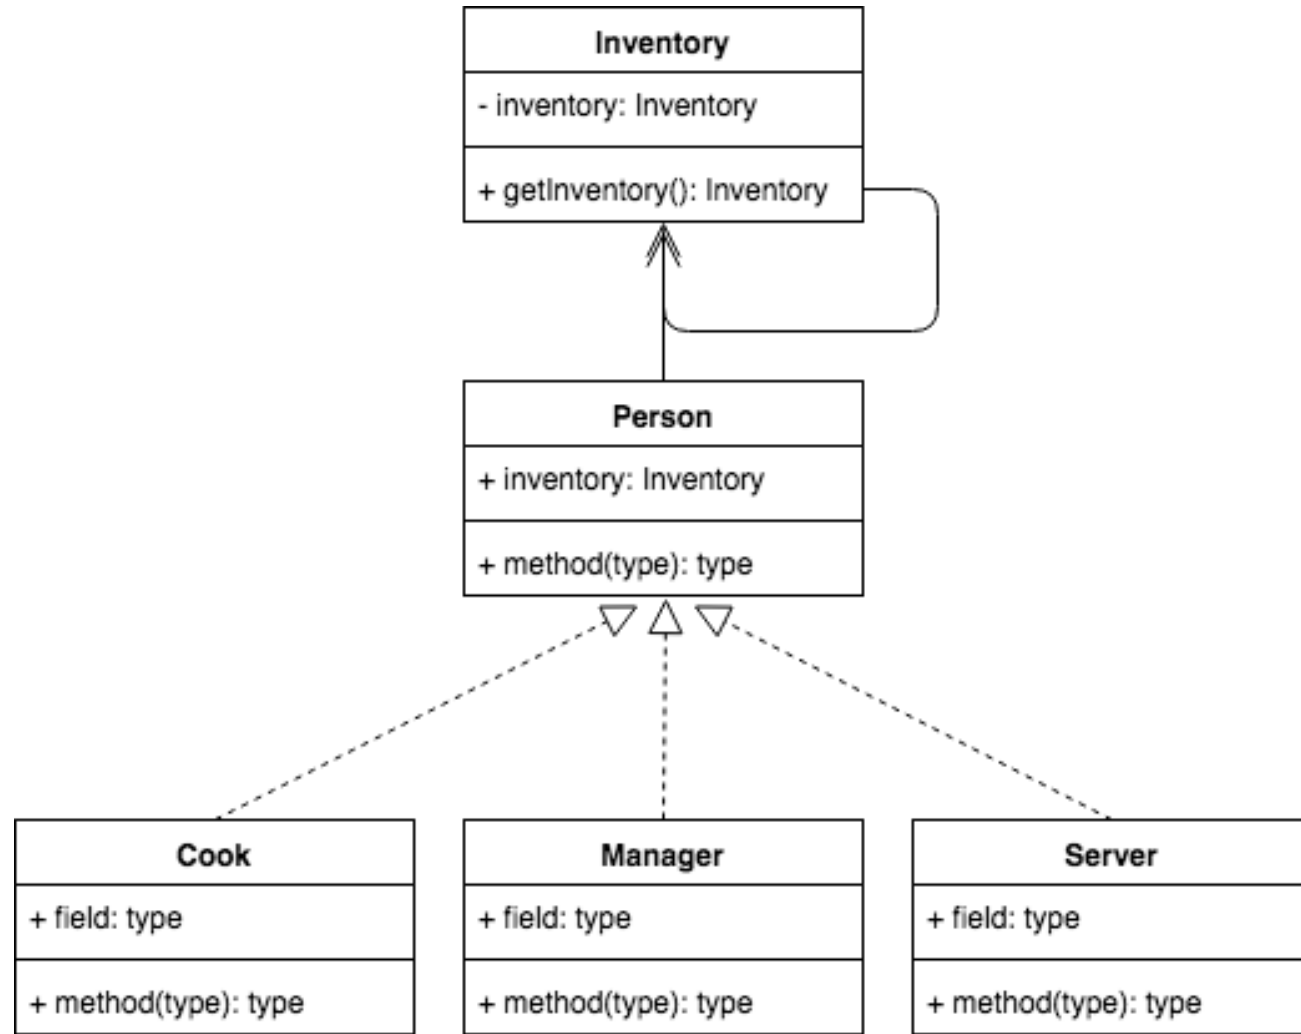 Inventory
- inventory: Inventory
+ getInventory(): Inventory
Person
+ inventory: Inventory
+ method(type): type
Cook
+ field: type
+ method(type): type
Manager
+ field: type
+ method(type): type
Server
+ field: type
+ method(type): type